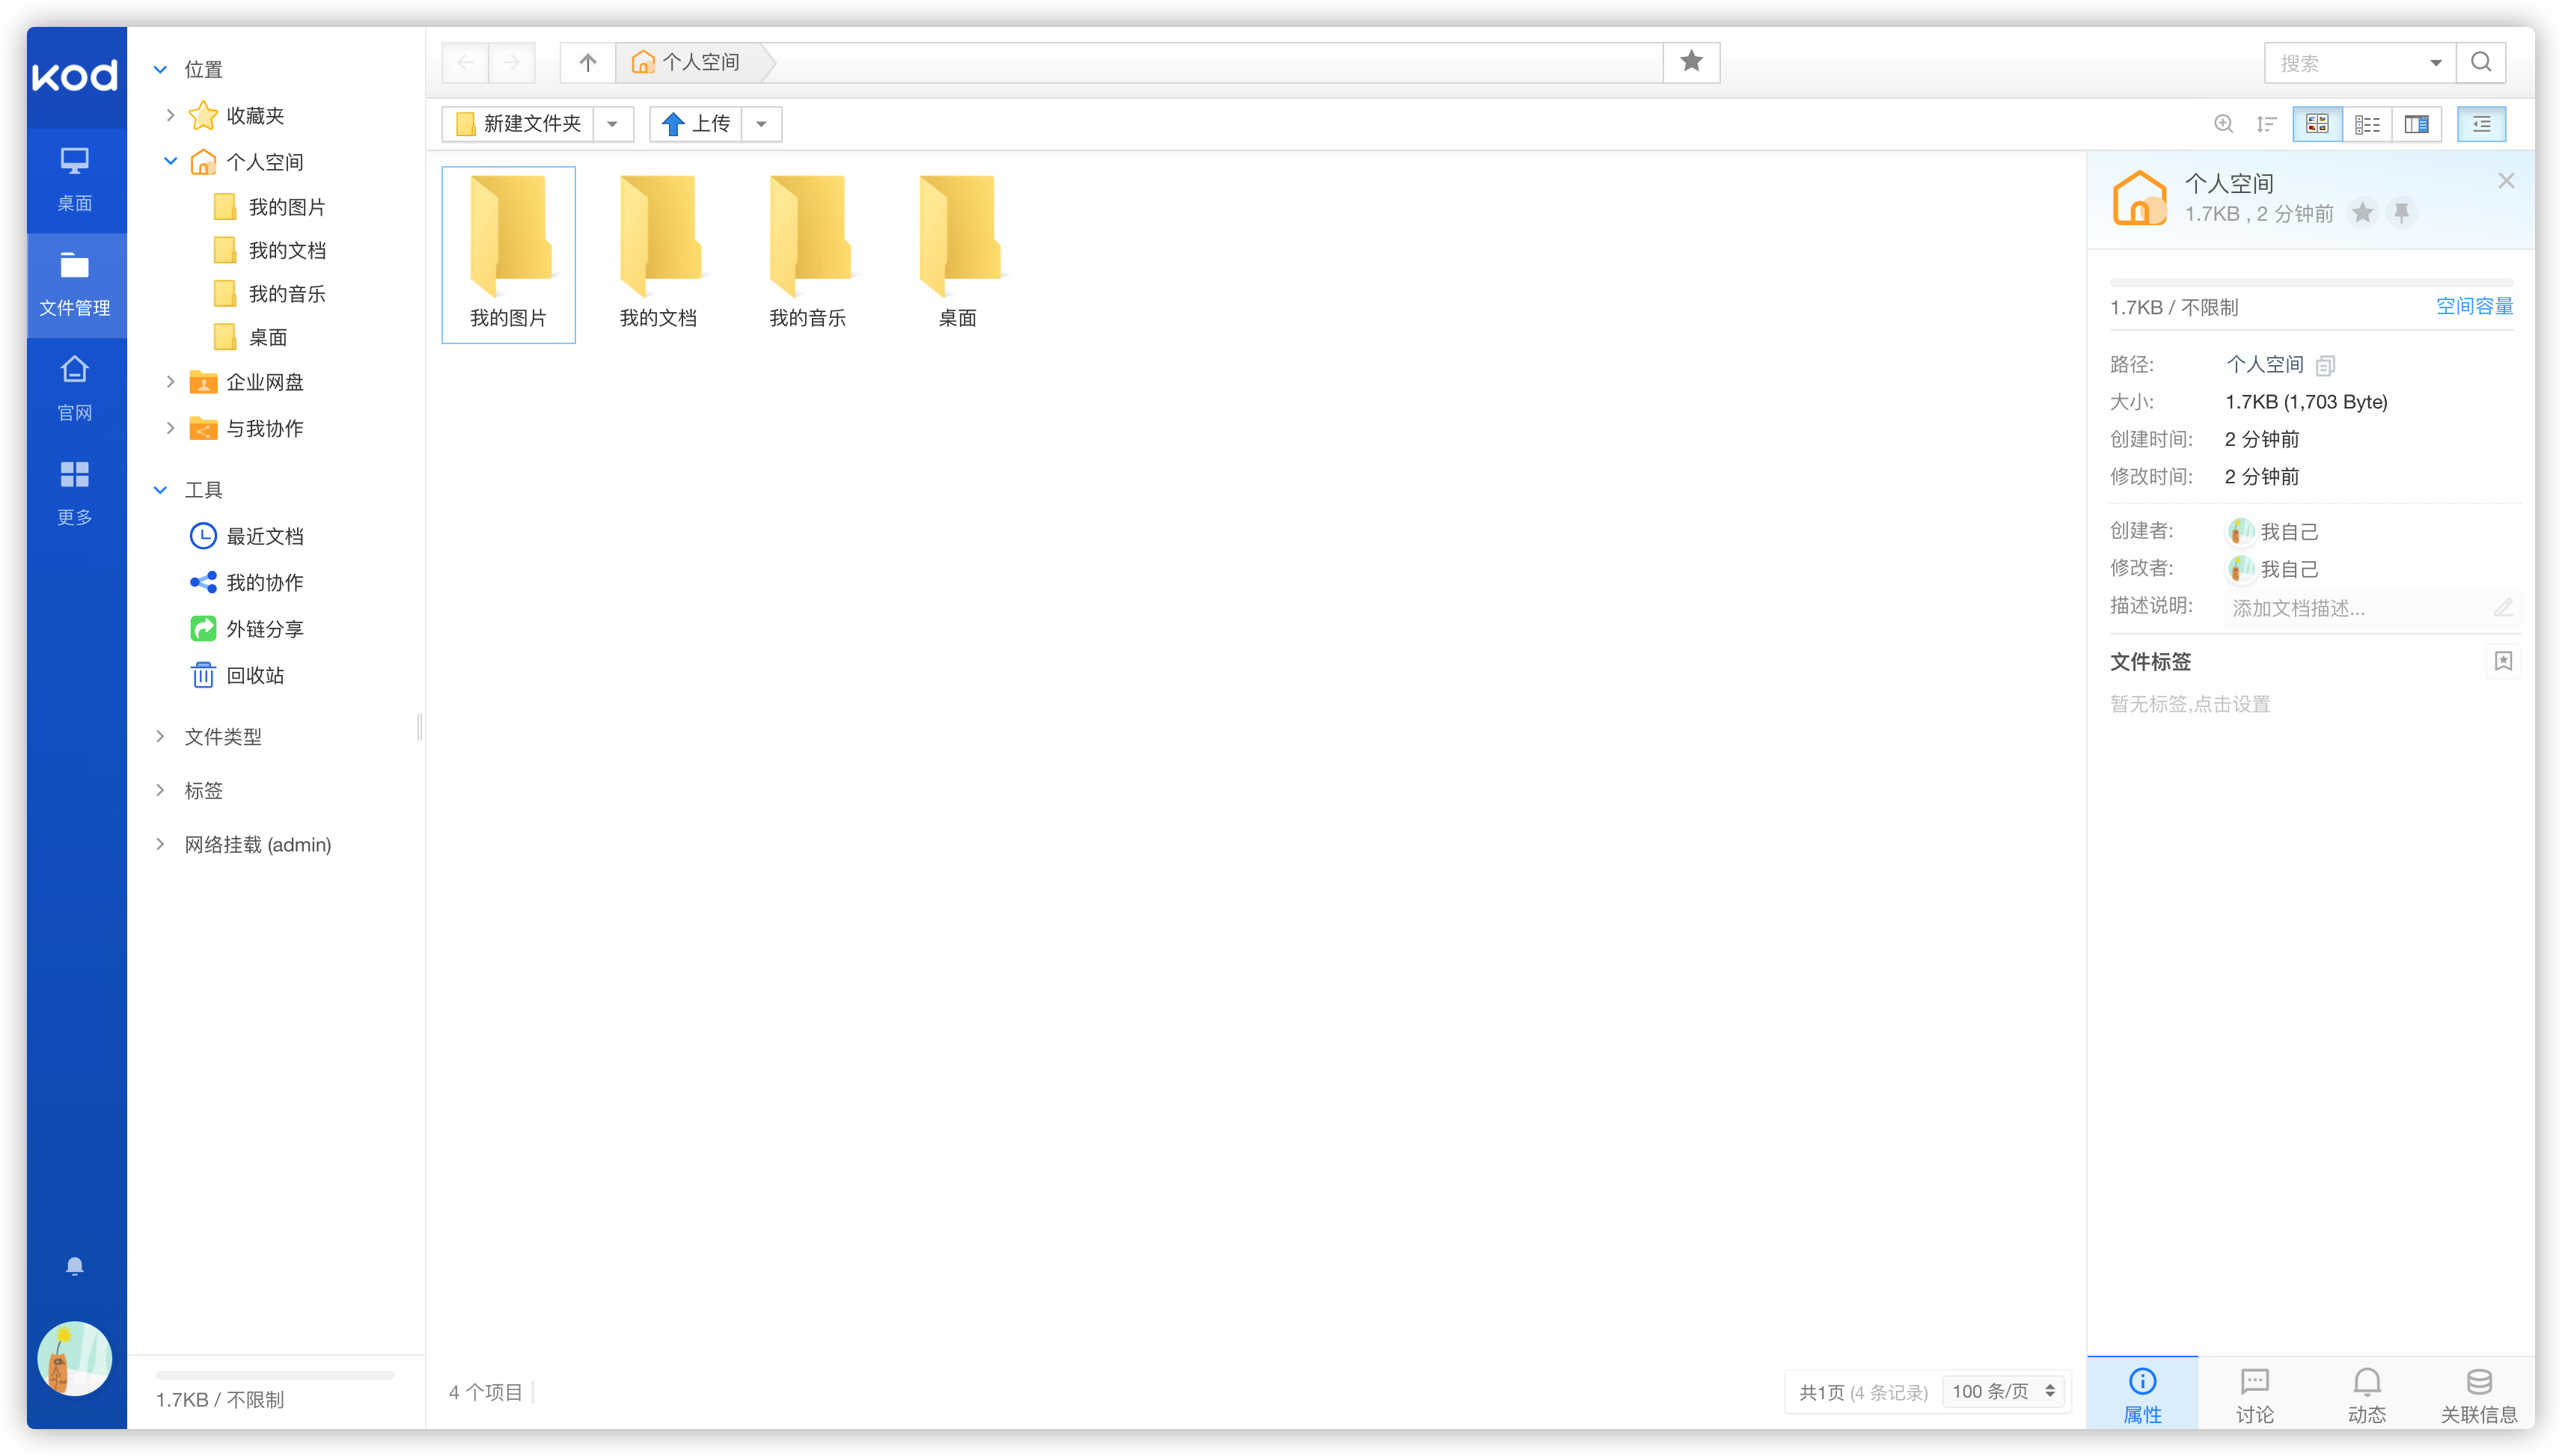 kod
桌面
文件管理
官网
更多
位置
收藏夹
个人空间
我的图片
我的文档
我的音乐
桌面
企业网盘
与我协作
工具
最近文档
我的协作
外链分享
回收站
文件类型
标签
网络挂载 (admin)
1.7KB / 不限制
个人空间
搜索
新建文件夹
上传
我的图片
我的文档
我的音乐
桌面
4 个项目
共1页 (4 条记录)
100 条/页
个人空间
1.7KB , 2 分钟前
1.7KB / 不限制
空间容量
路径: 个人空间
大小: 1.7KB (1,703 Byte)
创建时间: 2 分钟前
修改时间: 2 分钟前
创建者: 我自己
修改者: 我自己
描述说明: 添加文档描述...
文件标签
暂无标签,点击设置
属性
讨论
动态
关联信息